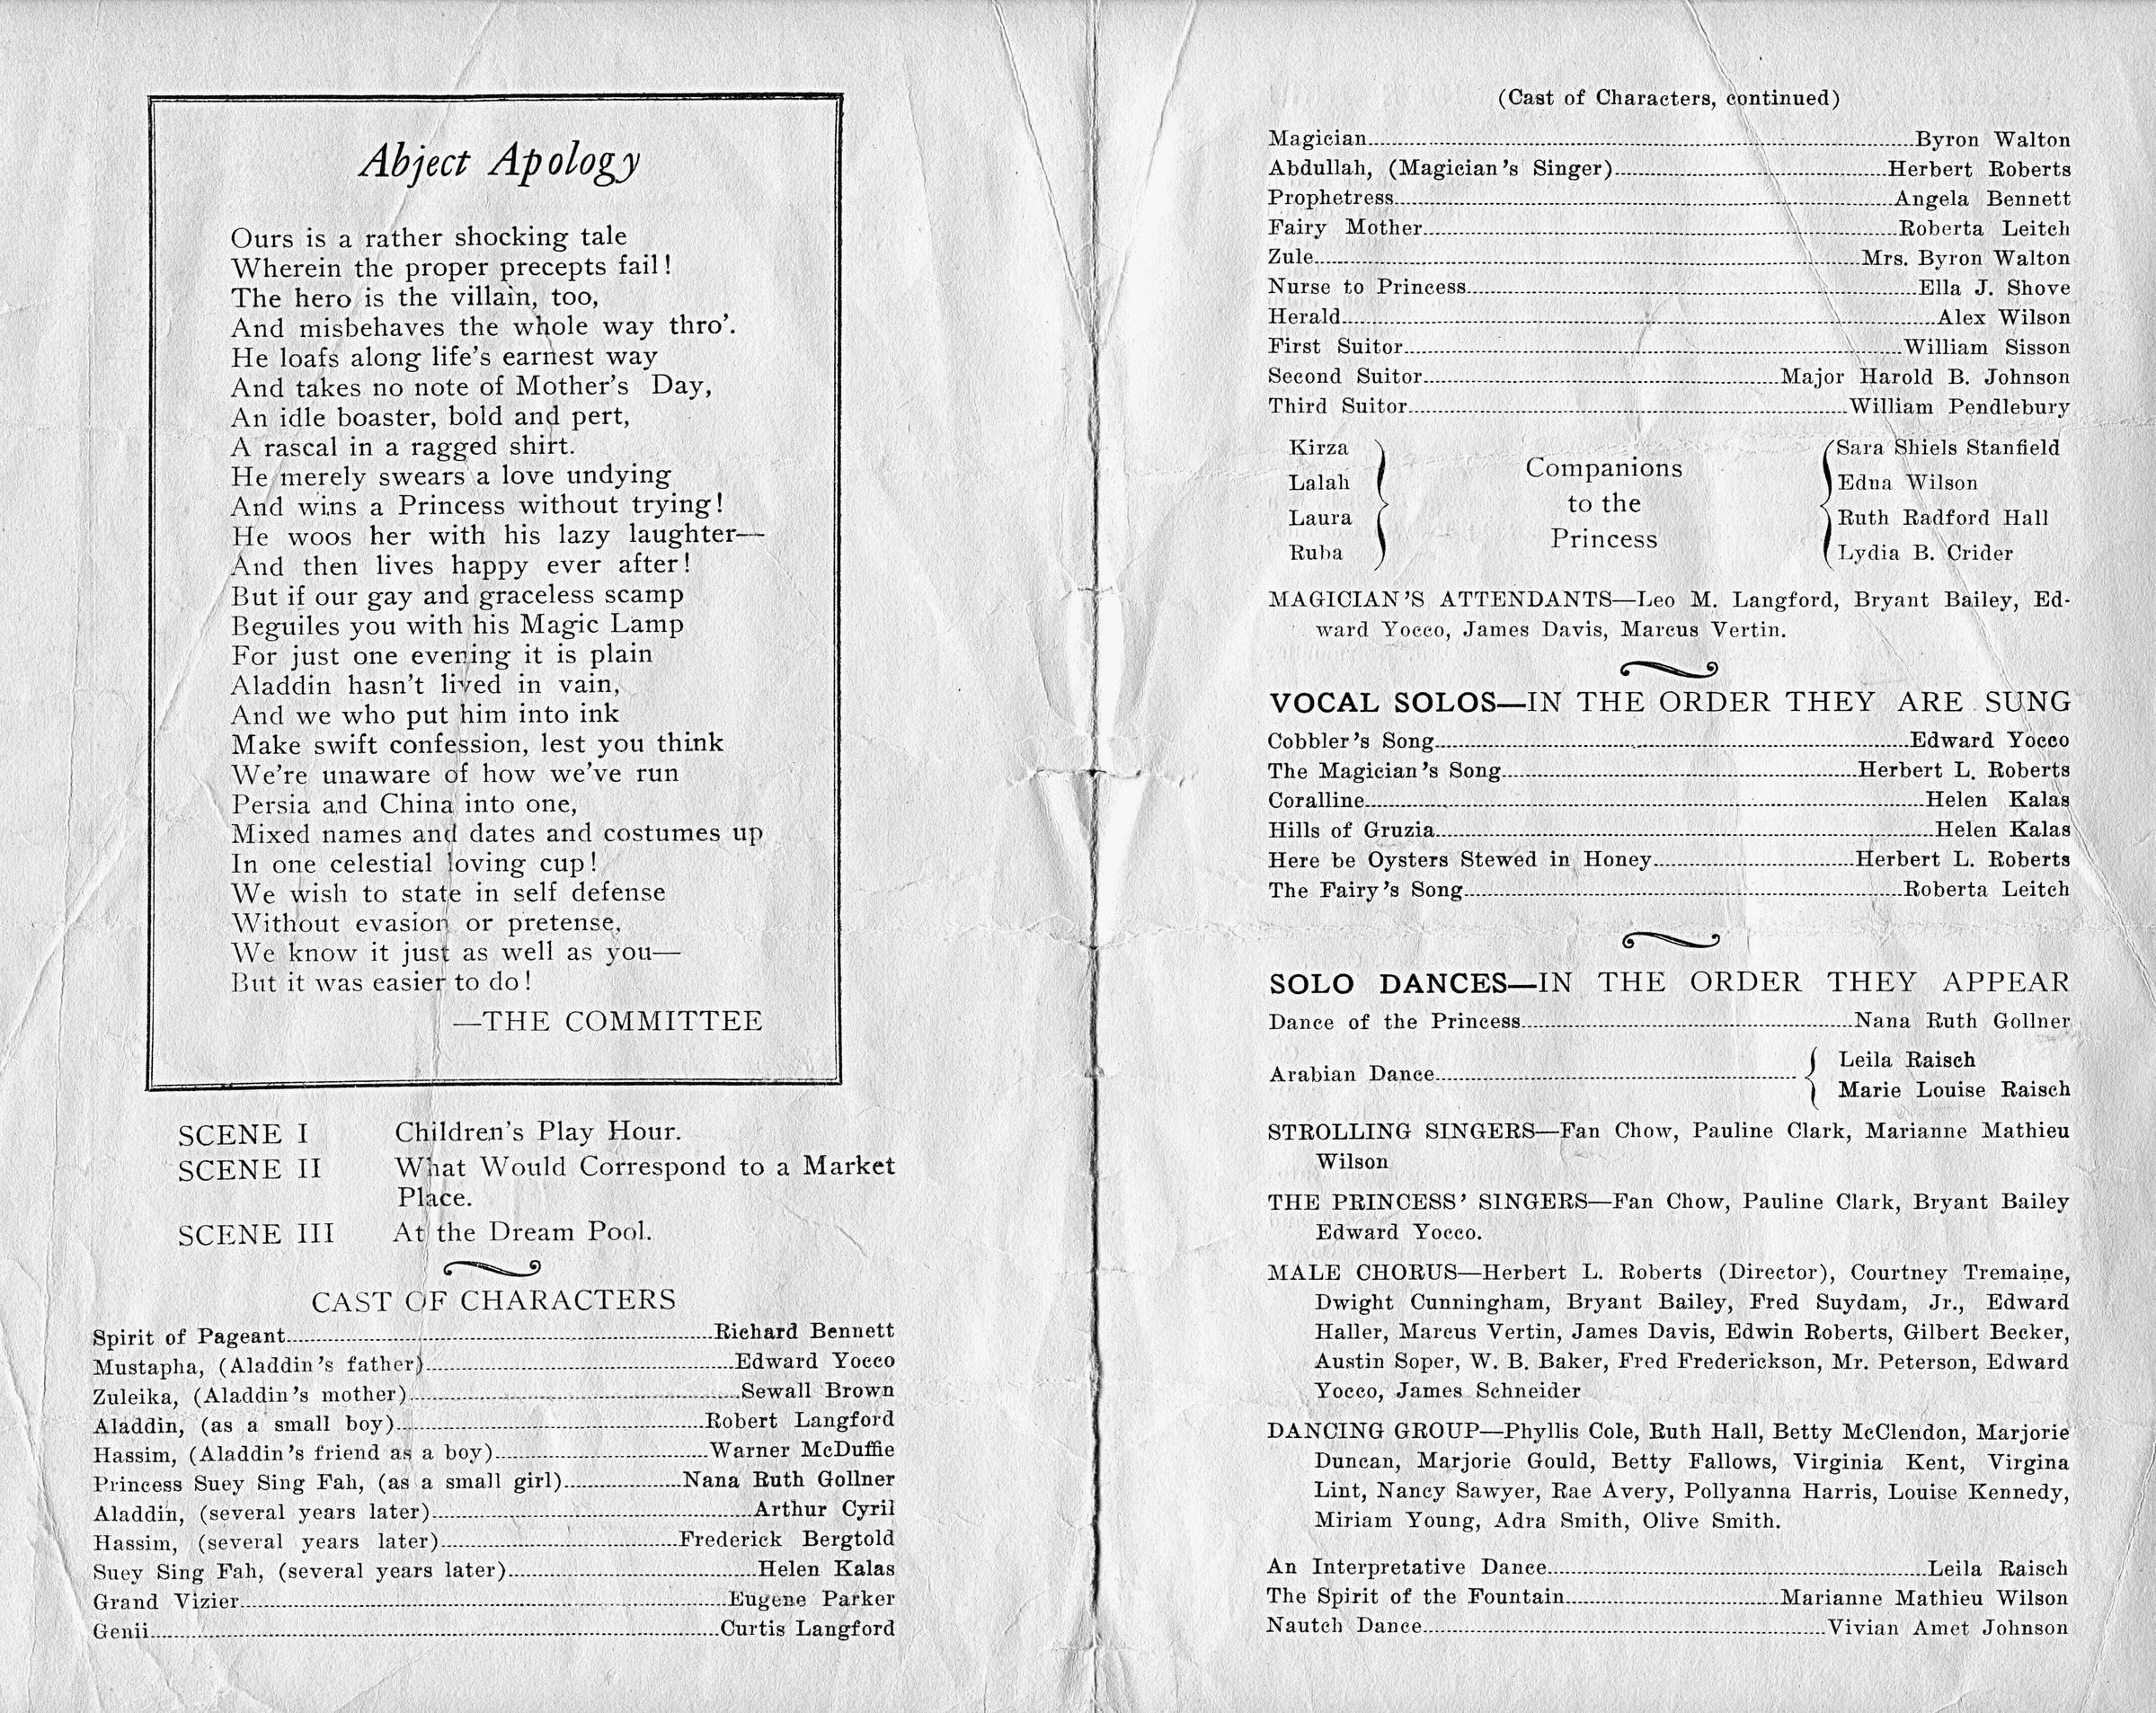 Abject Apology
Ours is a rather shocking tale
Wherein the proper precepts fail!
The hero is the villain, too,
And misbehaves the whole way thro'.
He loafs along life's earnest way
And takes no note of Mother's Day,
An idle boaster, bold and pert,
A rascal in a ragged shirt.
He merely swears a love undying
And wins a Princess without trying!
He woos her with his lazy laughter—
And then lives happy ever after!
But if our gay and graceless scamp
Beguiles you with his Magic Lamp
For just one evening it is plain
Aladdin hasn't lived in vain,
And we who put him into ink
Make swift confession, lest you think
We're unaware of how we've run
Persia and China into one,
Mixed names and dates and costumes up
In one celestial loving cup!
We wish to state in self defense
Without evasion or pretense,
We know it just as well as you—
But it was easier to do!
—THE COMMITTEE
SCENE I Children's Play Hour.
SCENE II What Would Correspond to a Market
Place.
SCENE III At the Dream Pool.
CAST OF CHARACTERS
Spirit of Pageant Richard Bennett
Mustapha, (Aladdin's father) Edward Yocco
Zuleika, (Aladdin's mother) Sewall Brown
Aladdin, (as a small boy) Robert Langford
Hassim, (Aladdin's friend as a boy) Warner McDuffie
Princess Suey Sing Fah, (as a small girl) Nana Ruth Gollner
Aladdin, (several years later) Arthur Cyril
Hassim, (several years later) Frederick Bergtold
Suey Sing Fah, (several years later) Helen Kalas
Grand Vizier Eugene Parker
Genii Curtis Langford
(Cast of Characters, continued)
Magician Byron Walton
Abdullah, (Magician's Singer) Herbert Roberts
Prophetress Angela Bennett
Fairy Mother Roberta Leitch
Zule Mrs. Byron Walton
Nurse to Princess Ella J. Shove
Herald Alex Wilson
First Suitor William Sisson
Second Suitor Major Harold B. Johnson
Third Suitor William Pendlebury
Kirza Sara Shiels Stanfield
Companions
Lalah Edna Wilson
to the
Laura Ruth Radford Hall
Princess
Ruba Lydia B. Crider
MAGICIAN'S ATTENDANTS—Leo M. Langford, Bryant Bailey, Ed-
ward Yocco, James Davis, Marcus Vertin.
VOCAL SOLOS—IN THE ORDER THEY ARE SUNG
Cobbler's Song Edward Yocco
The Magician's Song Herbert L. Roberts
Coralline Helen Kalas
Hills of Gruzia Helen Kalas
Here be Oysters Stewed in Honey Herbert L. Roberts
The Fairy's Song Roberta Leitch
SOLO DANCES—IN THE ORDER THEY APPEAR
Dance of the Princess Nana Ruth Gollner
Leila Raisch
Arabian Dance
Marie Louise Raisch
STROLLING SINGERS—Fan Chow, Pauline Clark, Marianne Mathieu
Wilson
THE PRINCESS' SINGERS—Fan Chow, Pauline Clark, Bryant Bailey
Edward Yocco.
MALE CHORUS—Herbert L. Roberts (Director), Courtney Tremaine,
Dwight Cunningham, Bryant Bailey, Fred Suydam, Jr., Edward
Haller, Marcus Vertin, James Davis, Edwin Roberts, Gilbert Becker,
Austin Soper, W. B. Baker, Fred Frederickson, Mr. Peterson, Edward
Yocco, James Schneider
DANCING GROUP—Phyllis Cole, Ruth Hall, Betty McClendon, Marjorie
Duncan, Marjorie Gould, Betty Fallows, Virginia Kent, Virgina
Lint, Nancy Sawyer, Rae Avery, Pollyanna Harris, Louise Kennedy,
Miriam Young, Adra Smith, Olive Smith.
An Interpretative Dance Leila Raisch
The Spirit of the Fountain Marianne Mathieu Wilson
Nautch Dance Vivian Amet Johnson